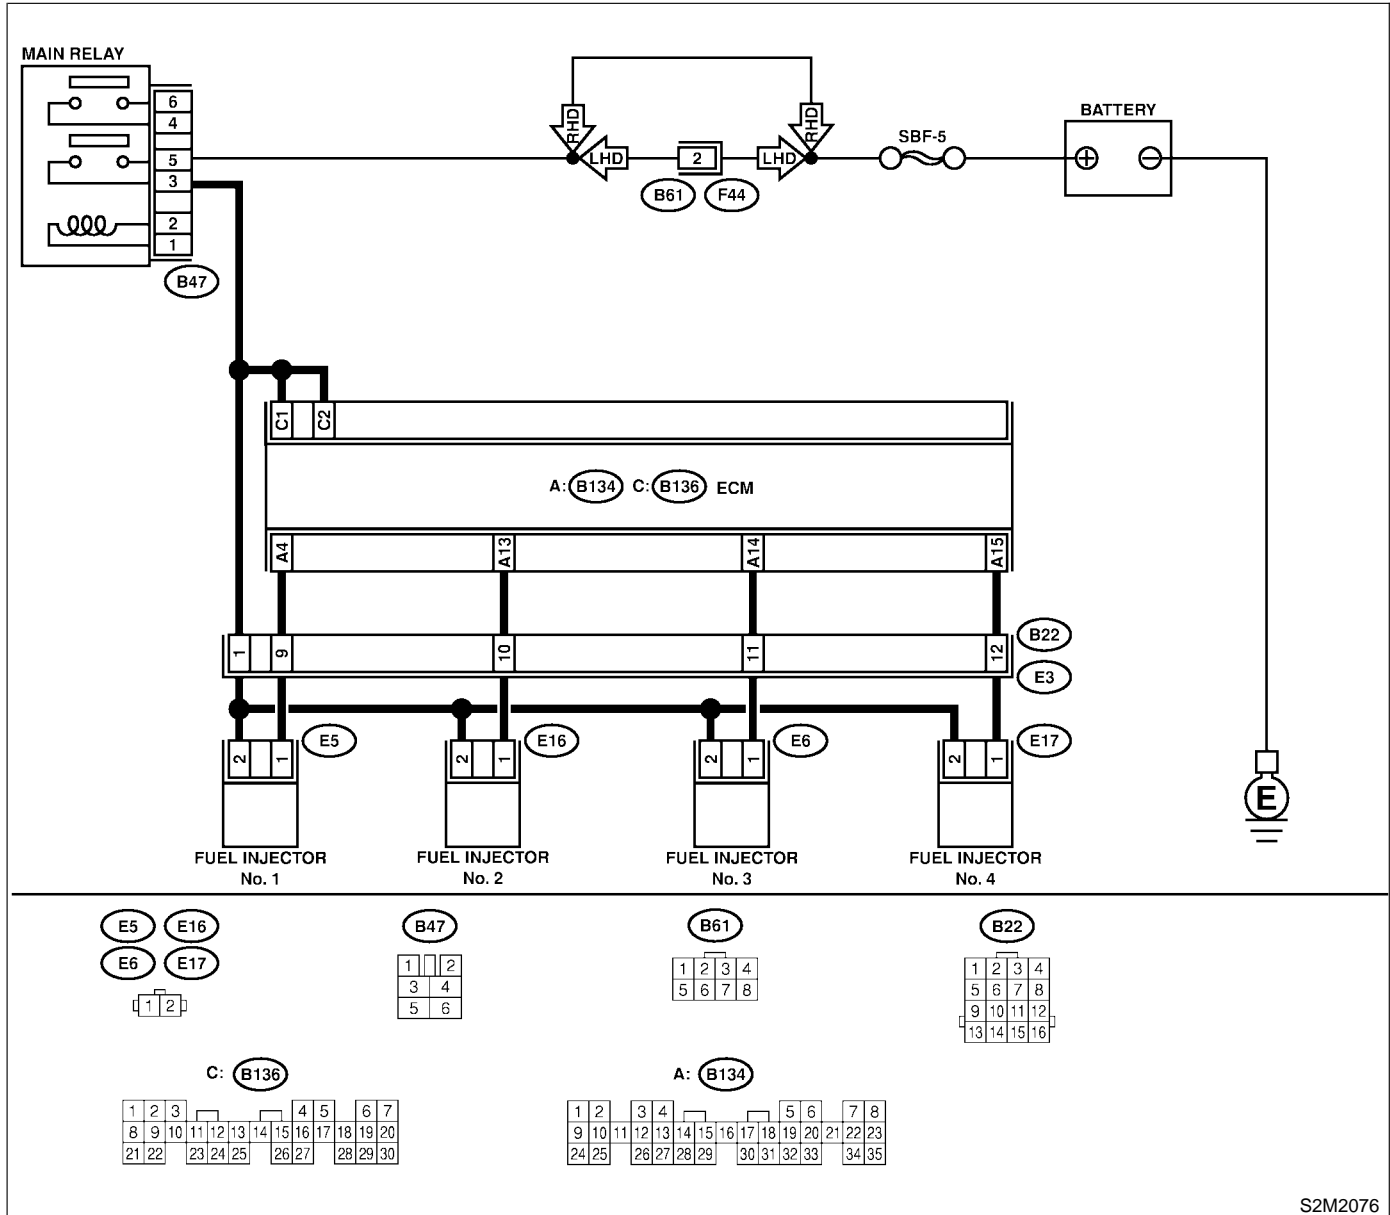 MAIN RELAY
6
4
5
3
2
1
B47
RHD
RHD
LHD
2
LHD
B61
F44
SBF-5
BATTERY
+
−
C1
C2
A: B134 C: B136 ECM
A4
A13
A14
A15
1
9
10
11
12
B22
E3
2
1
E5
2
1
E16
2
1
E6
2
1
E17
E
FUEL INJECTOR
No. 1
FUEL INJECTOR
No. 2
FUEL INJECTOR
No. 3
FUEL INJECTOR
No. 4
E5 E16
E6 E17
1 2
B47
1 2
3 4
5 6
B61
1 2 3 4
5 6 7 8
B22
1 2 3 4
5 6 7 8
9 10 11 12
13 14 15 16
C: B136
1 2 3 4 5 6 7
8 9 10 11 12 13 14 15 16 17 18 19 20
21 22 23 24 25 26 27 28 29 30
A: B134
1 2 3 4 5 6 7 8
9 10 11 12 13 14 15 16 17 18 19 20 21 22 23
24 25 26 27 28 29 30 31 32 33 34 35
S2M2076